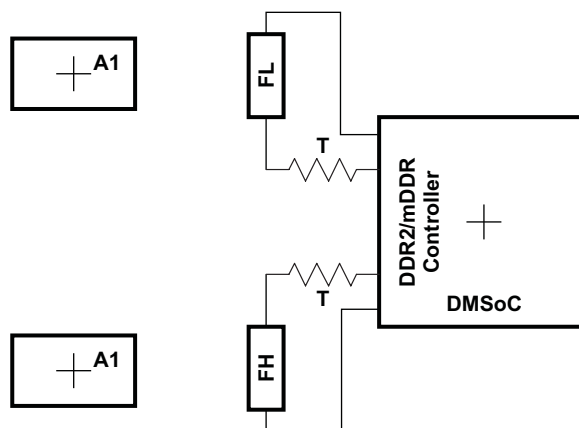 A1
FL
T
DDR2/mDDR
Controller
DMSoC
T
A1
FH